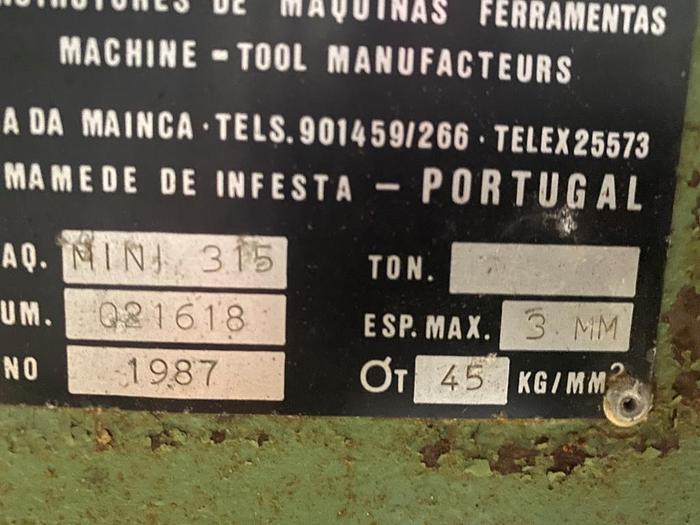 DE MAQUINAS FERRAMENTAS
MACHINE - TOOL MANUFACTEURS
A DA MAINCA · TELS. 901459/266 · TELEX 25573
MAMEDE DE INFESTA - PORTUGAL
AQ. MINI 315 TON.
UM. 021618 ESP. MAX. 3 MM
NO 1987 σT 45 KG/MM2